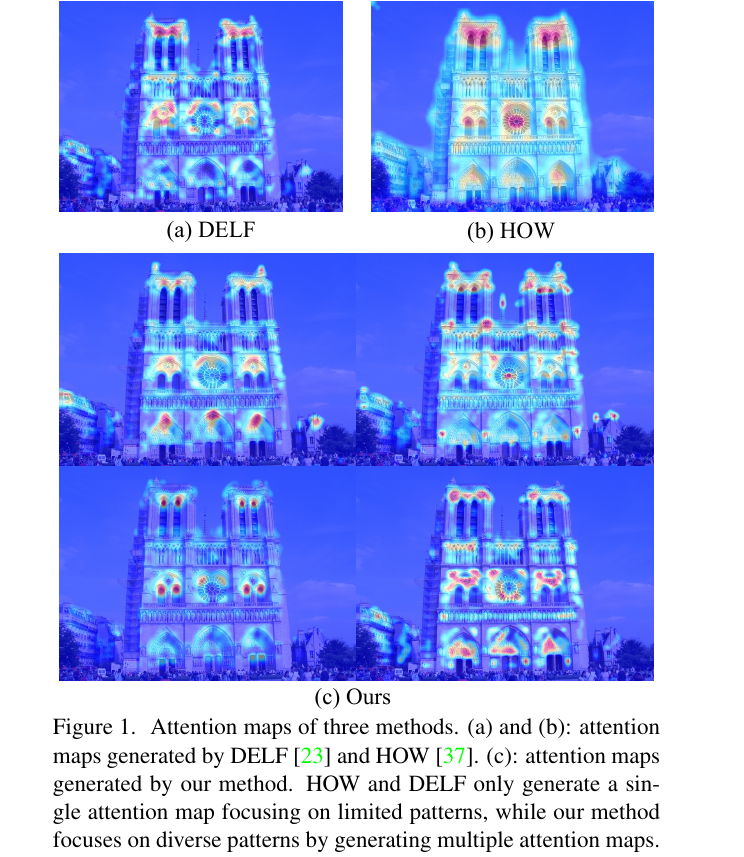 (a) DELF
(b) HOW
(c) Ours
Figure 1. Attention maps of three methods. (a) and (b): attention
maps generated by DELF [23] and HOW [37]. (c): attention maps
generated by our method. HOW and DELF only generate a sin-
gle attention map focusing on limited patterns, while our method
focuses on diverse patterns by generating multiple attention maps.